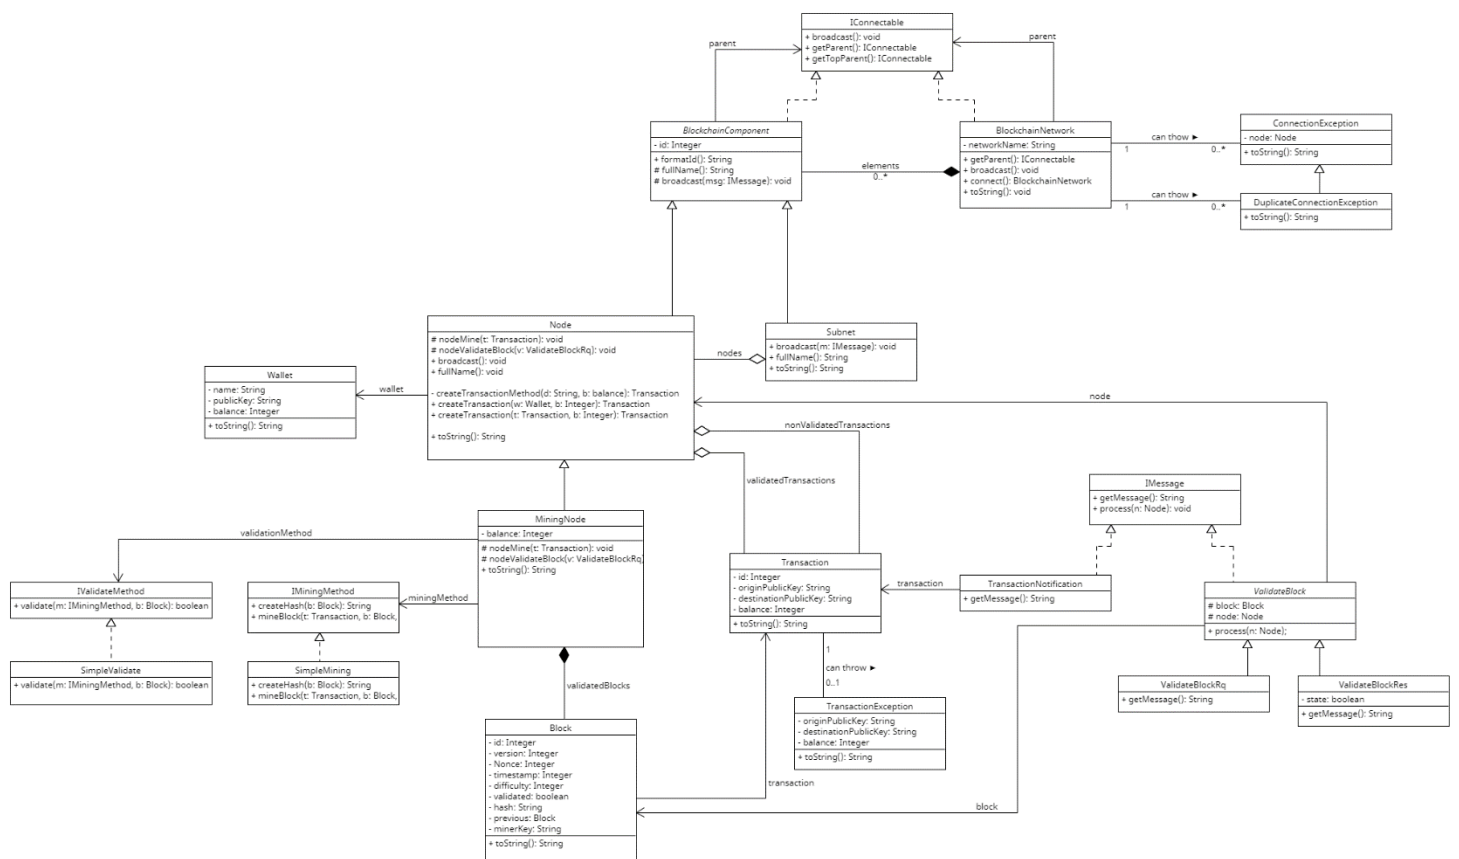 IConnectable
+ broadcast(): void
+ getParent(): IConnectable
+ getTopParent(): IConnectable
parent
parent
BlockchainComponent
- id: Integer
+ formatId(): String
# fullName(): String
# broadcast(msg: IMessage): void
elements
0..*
BlockchainNetwork
- networkName: String
+ getParent(): IConnectable
+ broadcast(): void
+ connect(): BlockchainNetwork
+ toString(): void
can thow ►
1
0..*
can thow ►
1
0..*
ConnectionException
- node: Node
+ toString(): String
DuplicateConnectionException
+ toString(): String
Node
# nodeMine(t: Transaction): void
# nodeValidateBlock(v: ValidateBlockRq): void
+ broadcast(): void
+ fullName(): void
- createTransactionMethod(d: String, b: balance): Transaction
+ createTransaction(w: Wallet, b: Integer): Transaction
+ createTransaction(t: Transaction, b: Integer): Transaction
+ toString(): String
nodes
Subnet
+ broadcast(m: IMessage): void
+ fullName(): String
+ toString(): String
Wallet
- name: String
- publicKey: String
- balance: Integer
+ toString(): String
wallet
node
nonValidatedTransactions
validatedTransactions
IMessage
+ getMessage(): String
+ process(n: Node): void
MiningNode
- balance: Integer
# nodeMine(t: Transaction): void
# nodeValidateBlock(v: ValidateBlockRq)
+ toString(): String
validationMethod
miningMethod
IValidateMethod
+ validate(m: IMiningMethod, b: Block): boolean
IMiningMethod
+ createHash(b: Block): String
+ mineBlock(t: Transaction, b: Block,
SimpleValidate
+ validate(m: IMiningMethod, b: Block): boolean
SimpleMining
+ createHash(b: Block): String
+ mineBlock(t: Transaction, b: Block,
Transaction
- id: Integer
- originPublicKey: String
- destinationPublicKey: String
- balance: Integer
+ toString(): String
transaction
TransactionNotification
+ getMessage(): String
ValidateBlock
# block: Block
# node: Node
+ process(n: Node);
1
can throw ►
0..1
ValidateBlockRq
+ getMessage(): String
ValidateBlockRes
- state: boolean
+ getMessage(): String
validatedBlocks
TransactionException
- originPublicKey: String
- destinationPublicKey: String
- balance: Integer
+ toString(): String
Block
- id: Integer
- version: Integer
- Nonce: Integer
- timestamp: Integer
- difficulty: Integer
- validated: boolean
- hash: String
- previous: Block
- minerKey: String
+ toString(): String
transaction
block